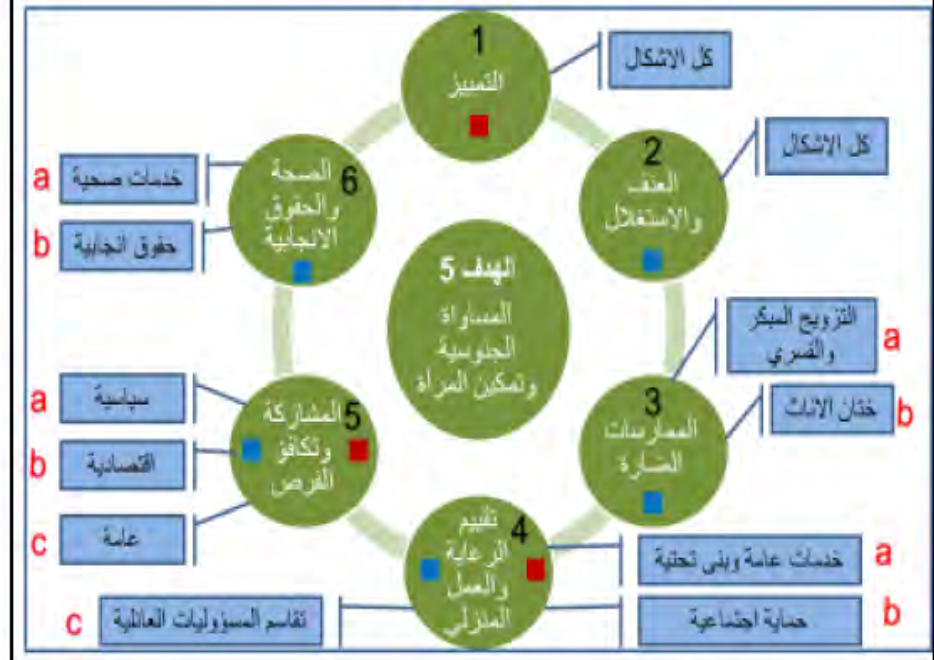 1
التمييز
كل الاشكال
2
العنف
والاستغلال
كل الاشكال
3
الممارسات
الضارة
التزويج المبكر
والقسري
a
ختان الاناث
b
4
تقييم
الرعاية
والعمل
المنزلي
خدمات عامة وبنى تحتية
a
حماية اجتماعية
b
تقاسم المسؤوليات العائلية
c
5
المشاركة
وتكافؤ
الفرص
سياسية
a
اقتصادية
b
عامة
c
6
الصحة
والحقوق
الانجابية
خدمات صحية
a
حقوق انجابية
b
الهدف 5
المساواة
الجنوسية
وتمكين المرأة